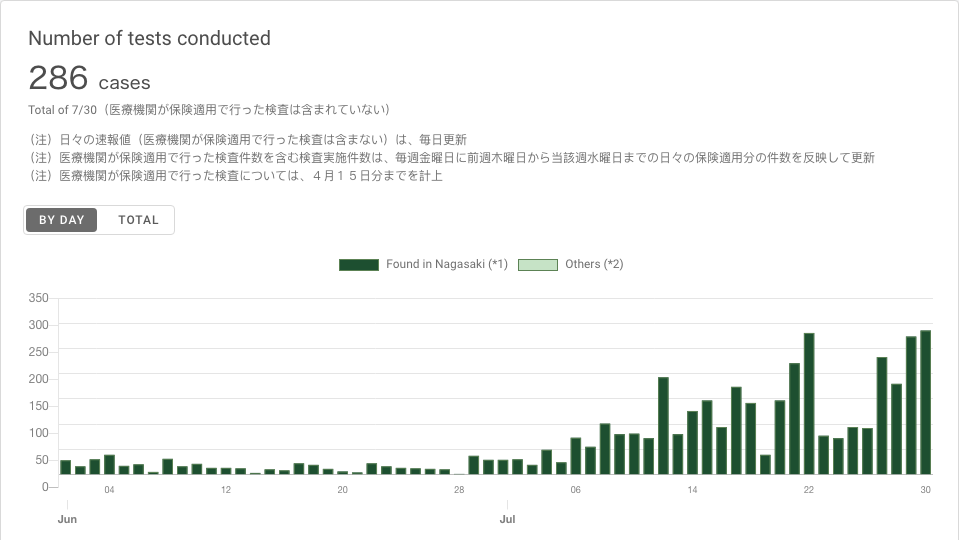 Number of tests conducted
286 cases
Total of 7/30（医療機関が保険適用で行った検査は含まれていない）
（注）日々の速報値（医療機関が保険適用で行った検査は含まない）は、毎日更新
（注）医療機関が保険適用で行った検査件数を含む検査実施件数は、毎週金曜日に前週木曜日から当該週水曜日までの日々の保険適用分の件数を反映して更新
（注）医療機関が保険適用で行った検査については、４月１５日分までを計上
BY DAY TOTAL
Found in Nagasaki (*1) Others (*2)
350
300
250
200
150
100
50
0
04 12 20 28 06 14 22 30
Jun Jul